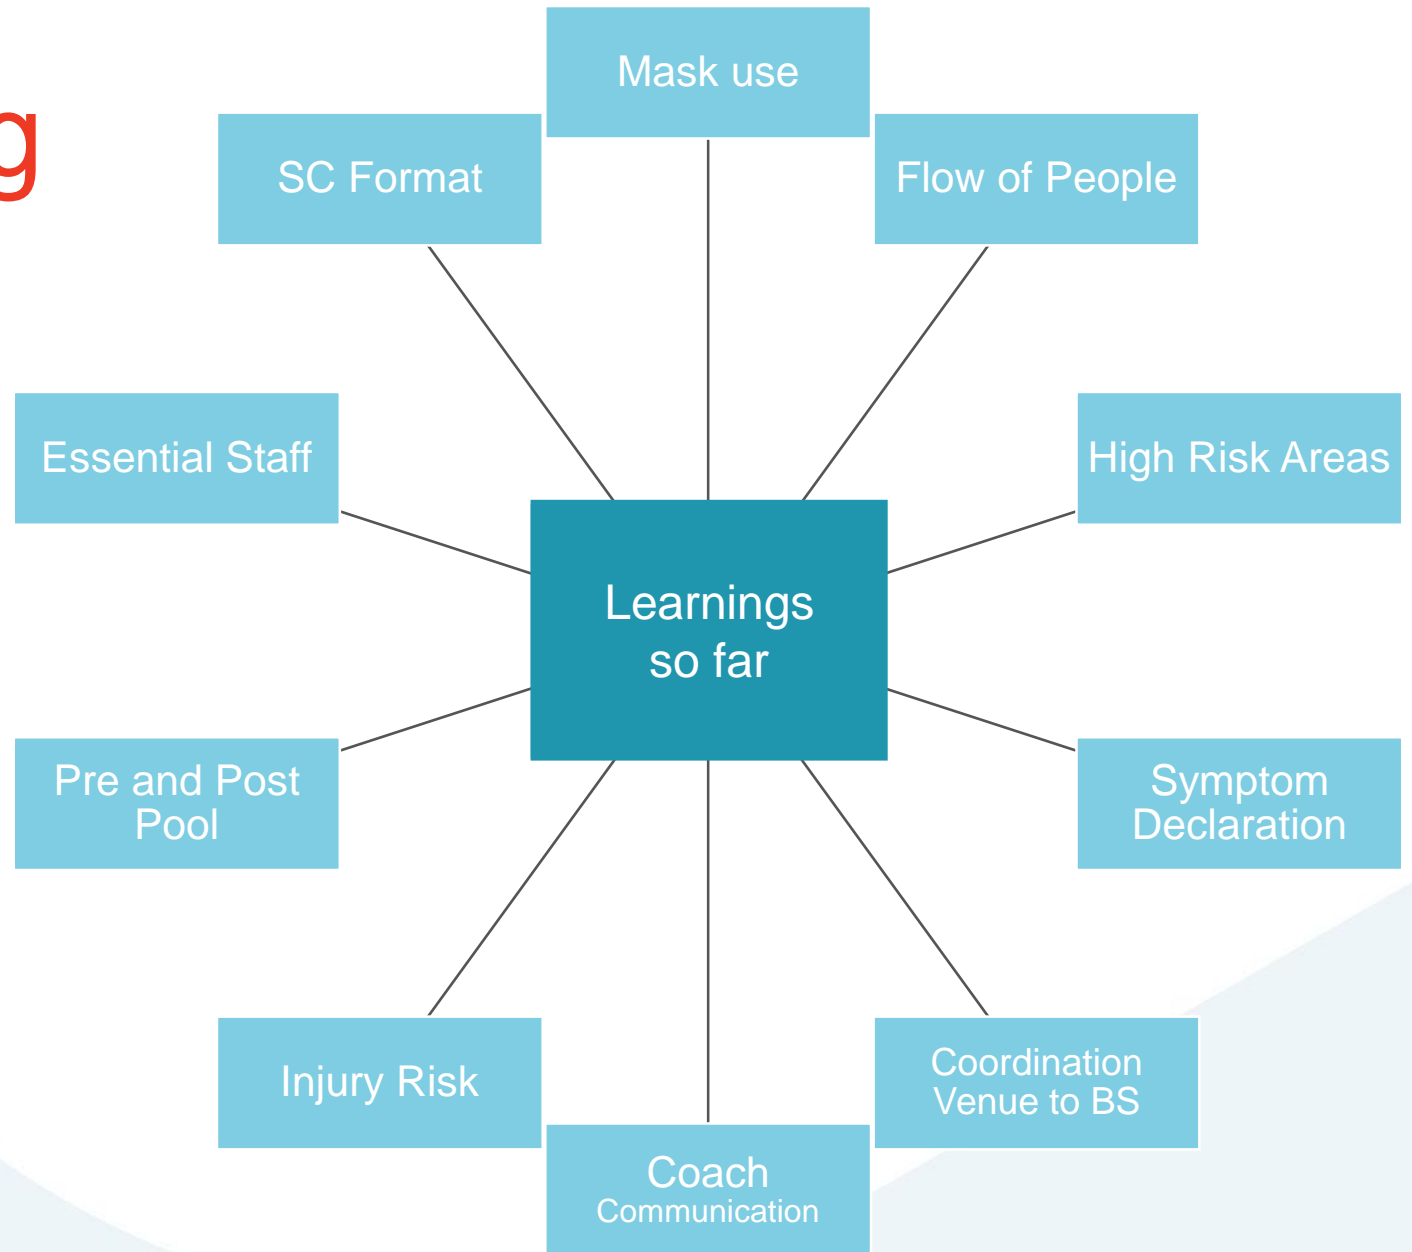 g
Mask use
SC Format
Flow of People
Essential Staff
High Risk Areas
Learnings
so far
Pre and Post
Pool
Symptom
Declaration
Injury Risk
Coordination
Venue to BS
Coach
Communication